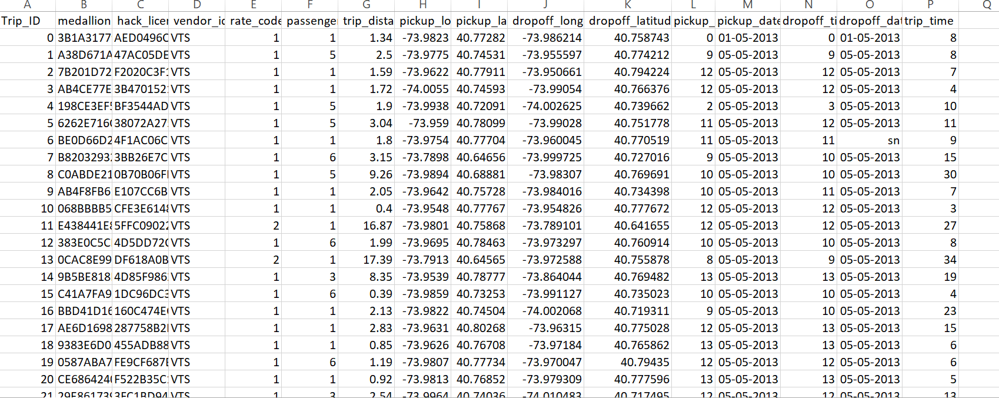 A B C D E F G H I J K L M N O P Q
Trip_ID medallion hack_licer vendor_id rate_code passenger trip_dista pickup_lo pickup_la dropoff_long dropoff_latitud pickup_ pickup_date dropoff_ti dropoff_dat trip_time
0 3B1A3177 AED0496C VTS 1 1 1.34 -73.9823 40.77282 -73.986214 40.758743 0 01-05-2013 0 01-05-2013 8
1 A38D671A 47AC05DE VTS 1 5 2.5 -73.9775 40.74531 -73.955597 40.774212 9 05-05-2013 9 05-05-2013 8
2 7B201D72 F2020C3F1 VTS 1 1 1.59 -73.9622 40.77911 -73.950661 40.794224 12 05-05-2013 12 05-05-2013 7
3 AB4CE77E 3B470152 VTS 1 1 1.72 -74.0055 40.74593 -73.99054 40.766376 12 05-05-2013 12 05-05-2013 4
4 198CE3EF BF3544AD VTS 1 5 1.9 -73.9938 40.72091 -74.002625 40.739662 2 05-05-2013 3 05-05-2013 10
5 6262E716 38072A27 VTS 1 5 3.04 -73.959 40.78099 -73.99028 40.751778 11 05-05-2013 12 05-05-2013 11
6 BE0D66D2 4F1AC06C VTS 1 1 1.8 -73.9754 40.77704 -73.960045 40.770519 11 05-05-2013 11 sn 9
7 B8203293 3BB26E7C VTS 1 6 3.15 -73.7898 40.64656 -73.999725 40.727016 9 05-05-2013 10 05-05-2013 15
8 C0ABDE21 0B70B06F VTS 1 5 9.26 -73.9894 40.68881 -73.98307 40.769691 10 05-05-2013 10 05-05-2013 30
9 AB4F8FB6 E107CC6B VTS 1 1 2.05 -73.9642 40.75728 -73.984016 40.734398 10 05-05-2013 11 05-05-2013 7
10 068BBBB5 CFE3E614 VTS 1 1 0.4 -73.9548 40.77767 -73.954826 40.777672 12 05-05-2013 12 05-05-2013 3
11 E438441E 5FFC0902 VTS 2 1 16.87 -73.9801 40.75868 -73.789101 40.641655 12 05-05-2013 12 05-05-2013 27
12 383E0C5C 4D5DD72 VTS 1 6 1.99 -73.9695 40.78463 -73.973297 40.760914 10 05-05-2013 10 05-05-2013 8
13 0CAC8E99 DF618A0B VTS 2 1 17.39 -73.7913 40.64565 -73.972588 40.755878 8 05-05-2013 9 05-05-2013 34
14 9B5BE818 4D85F986 VTS 1 3 8.35 -73.9539 40.78777 -73.864044 40.769482 13 05-05-2013 13 05-05-2013 19
15 C41A7FA9 1DC96DC3 VTS 1 6 0.39 -73.9859 40.73253 -73.991127 40.735023 10 05-05-2013 10 05-05-2013 4
16 BBD41D16 160C474E VTS 1 1 2.13 -73.9822 40.74504 -74.002068 40.719311 9 05-05-2013 10 05-05-2013 23
17 AE6D1698 287758B2 VTS 1 1 2.83 -73.9631 40.80268 -73.96315 40.775028 12 05-05-2013 13 05-05-2013 15
18 9383E6D0 455ADB88 VTS 1 1 0.85 -73.9626 40.76708 -73.97184 40.765862 13 05-05-2013 13 05-05-2013 6
19 0587ABA7 FE9CF687 VTS 1 6 1.19 -73.9807 40.77734 -73.970047 40.79435 12 05-05-2013 12 05-05-2013 6
20 CE686424 F522B35C VTS 1 1 0.92 -73.9813 40.76852 -73.979309 40.777596 13 05-05-2013 13 05-05-2013 5
21 29E86173 3FC1BD94 VTS 1 3 2.54 -73.9964 40.74036 -74.010483 40.717495 12 05-05-2013 12 05-05-2013 13